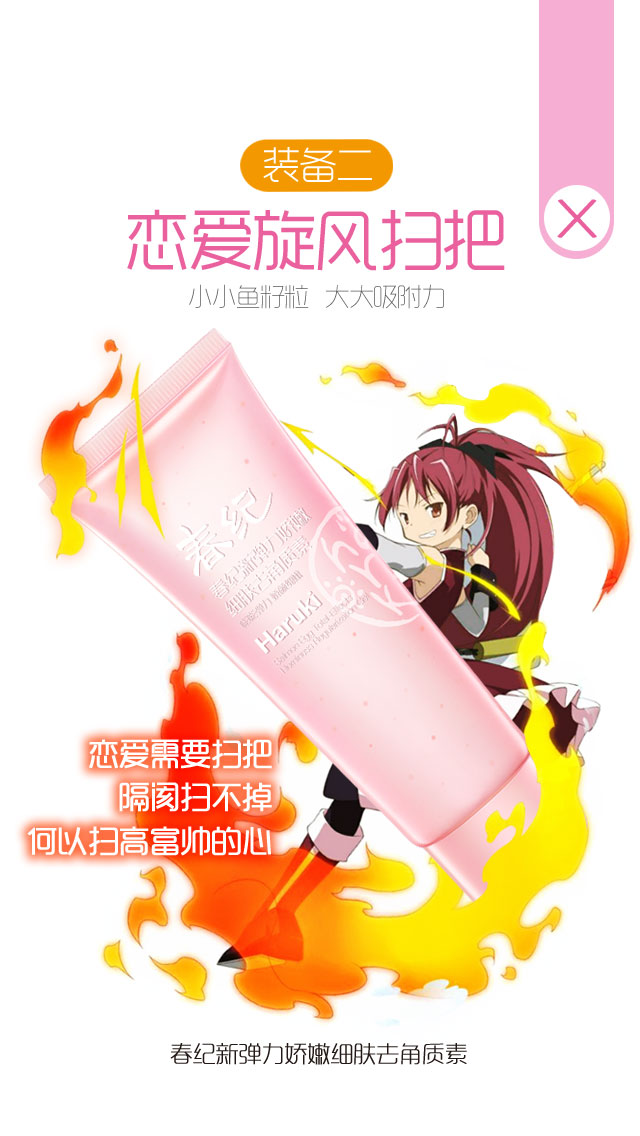 装备二
恋爱旋风扫把
小小鱼籽粒 大大吸附力
春纪
Haruki
恋爱需要扫把
隔阂扫不掉
何以扫高富帅的心
春纪新弹力娇嫩细肤去角质素